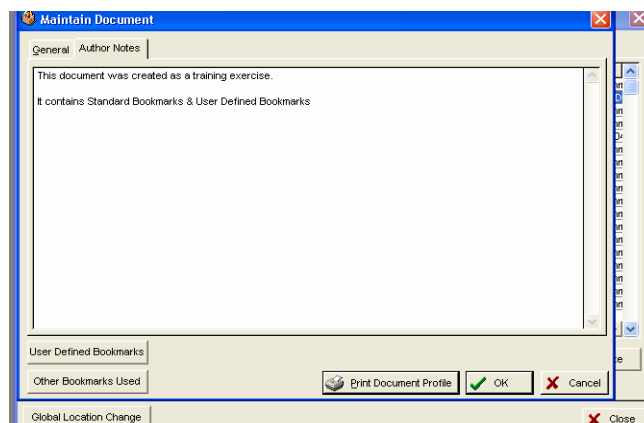 Maintain Document
General Author Notes
This document was created as a training exercise.
It contains Standard Bookmarks & User Defined Bookmarks
User Defined Bookmarks
Other Bookmarks Used
Print Document Profile OK Cancel
Global Location Change
Close